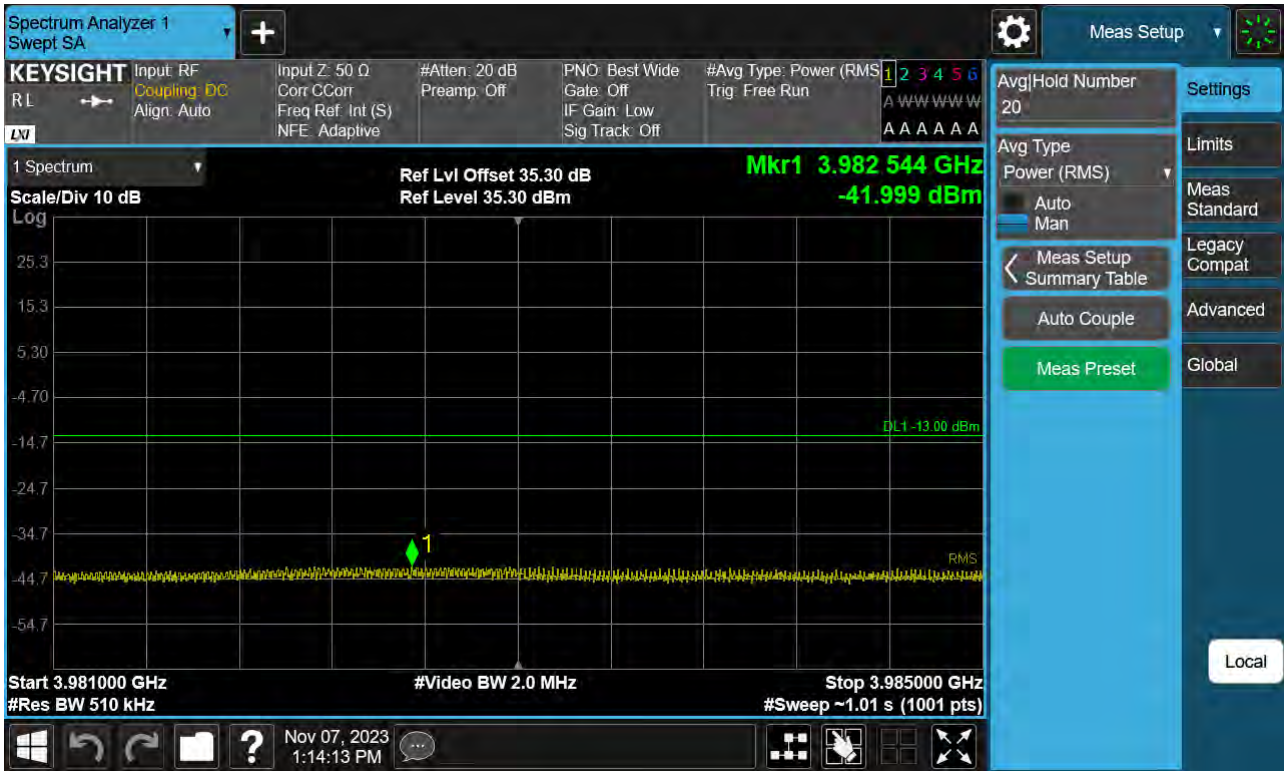 Spectrum Analyzer 1
Swept SA
Meas Setup
KEYSIGHT
RL
LXI
Input: RF
Coupling: DC
Align: Auto
Input Z: 50 Ω
Corr CCorr
Freq Ref: Int (S)
NFE: Adaptive
#Atten: 20 dB
Preamp: Off
PNO: Best Wide
Gate: Off
IF Gain: Low
Sig Track: Off
#Avg Type: Power (RMS
Trig: Free Run
1 2 3 4 5 6
A W W W W W
A A A A A A
1 Spectrum
Scale/Div 10 dB
Log
Ref Lvl Offset 35.30 dB
Ref Level 35.30 dBm
Mkr1 3.982 544 GHz
-41.999 dBm
25.3
15.3
5.30
-4.70
DL1 -13.00 dBm
-14.7
-24.7
-34.7
1
RMS
-44.7
-54.7
Start 3.981000 GHz
#Video BW 2.0 MHz
Stop 3.985000 GHz
#Res BW 510 kHz
#Sweep ~1.01 s (1001 pts)
Avg|Hold Number
20
Avg Type
Power (RMS)
Auto
Man
Meas Setup
Summary Table
Auto Couple
Meas Preset
Settings
Limits
Meas
Standard
Legacy
Compat
Advanced
Global
Local
Nov 07, 2023
1:14:13 PM